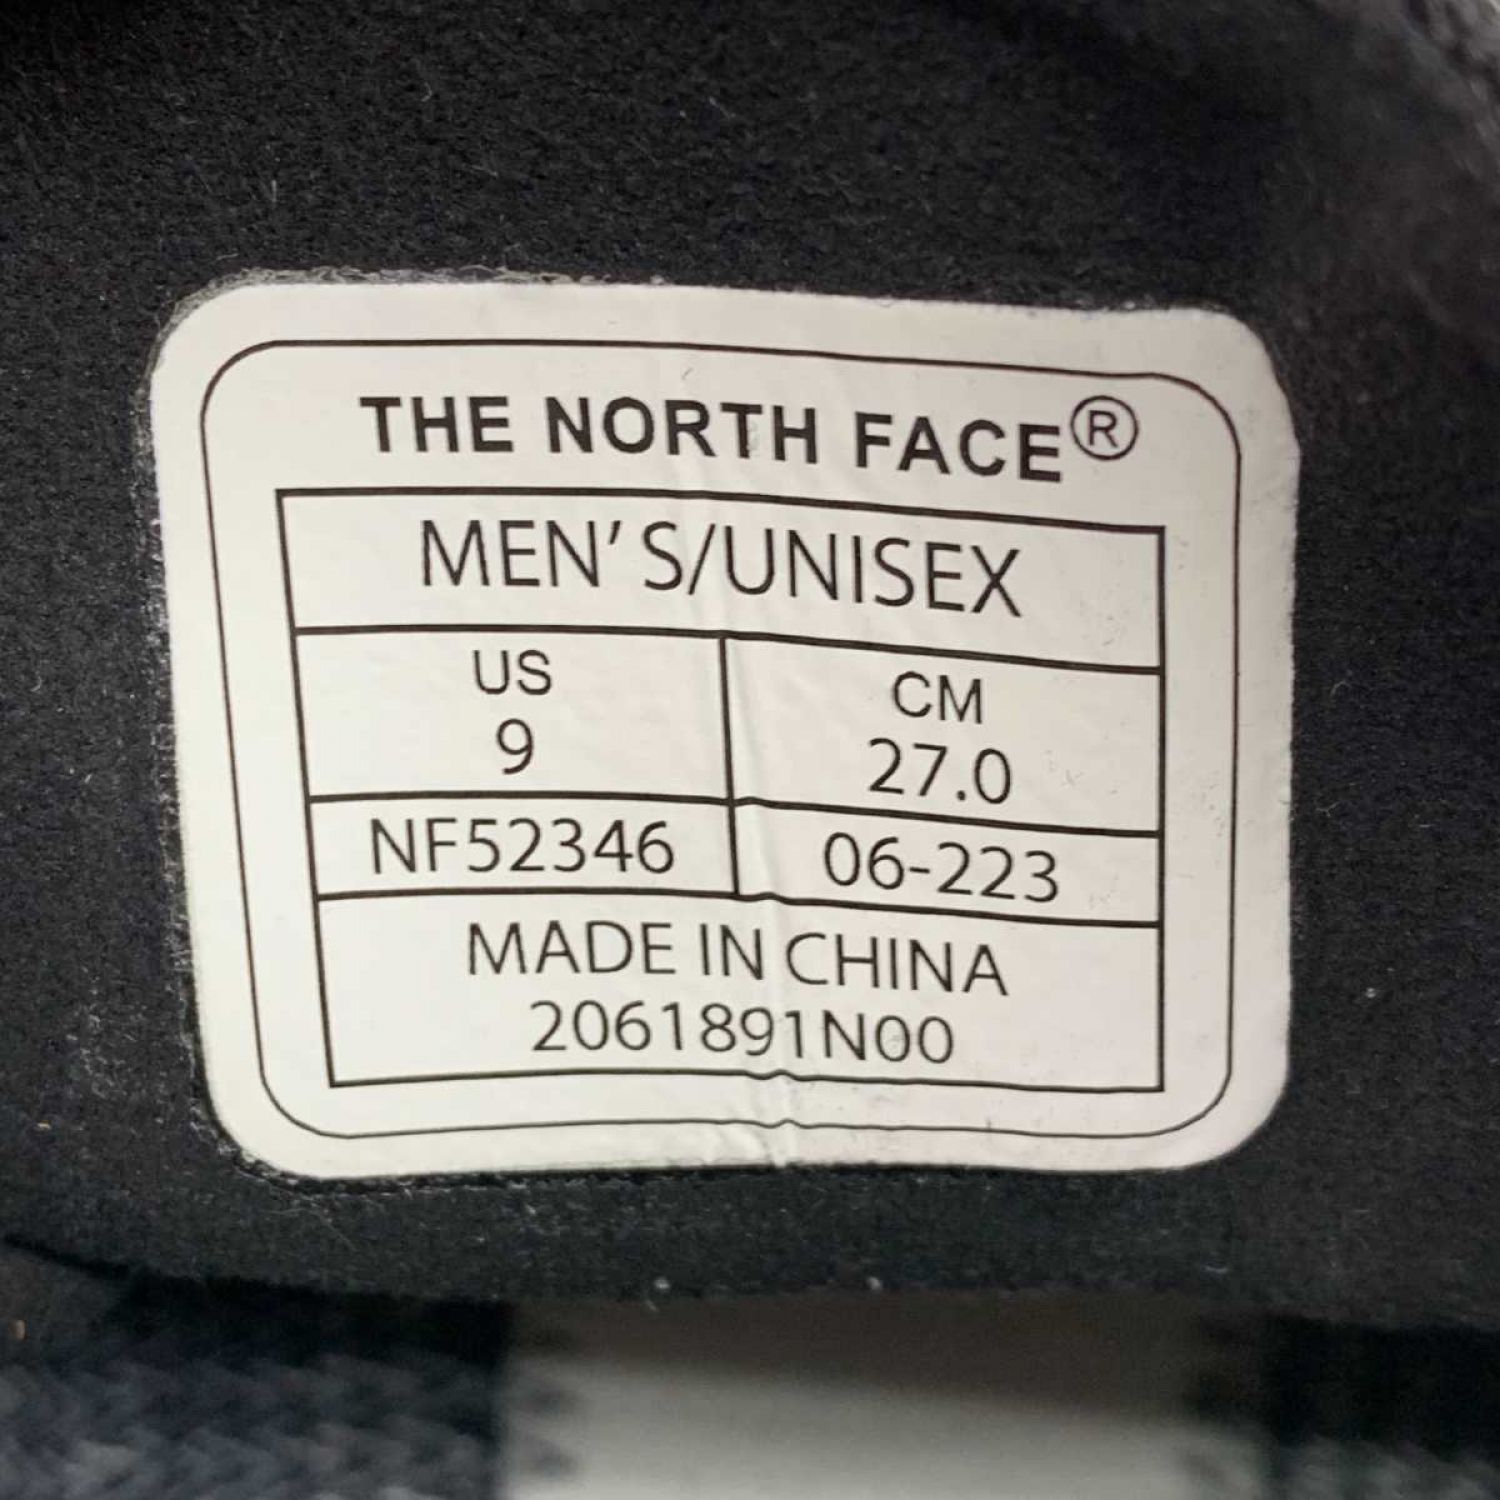 THE NORTH FACE®
MEN'S/UNISEX
US CM
9 27.0
NF52346 06-223
MADE IN CHINA
2061891N00